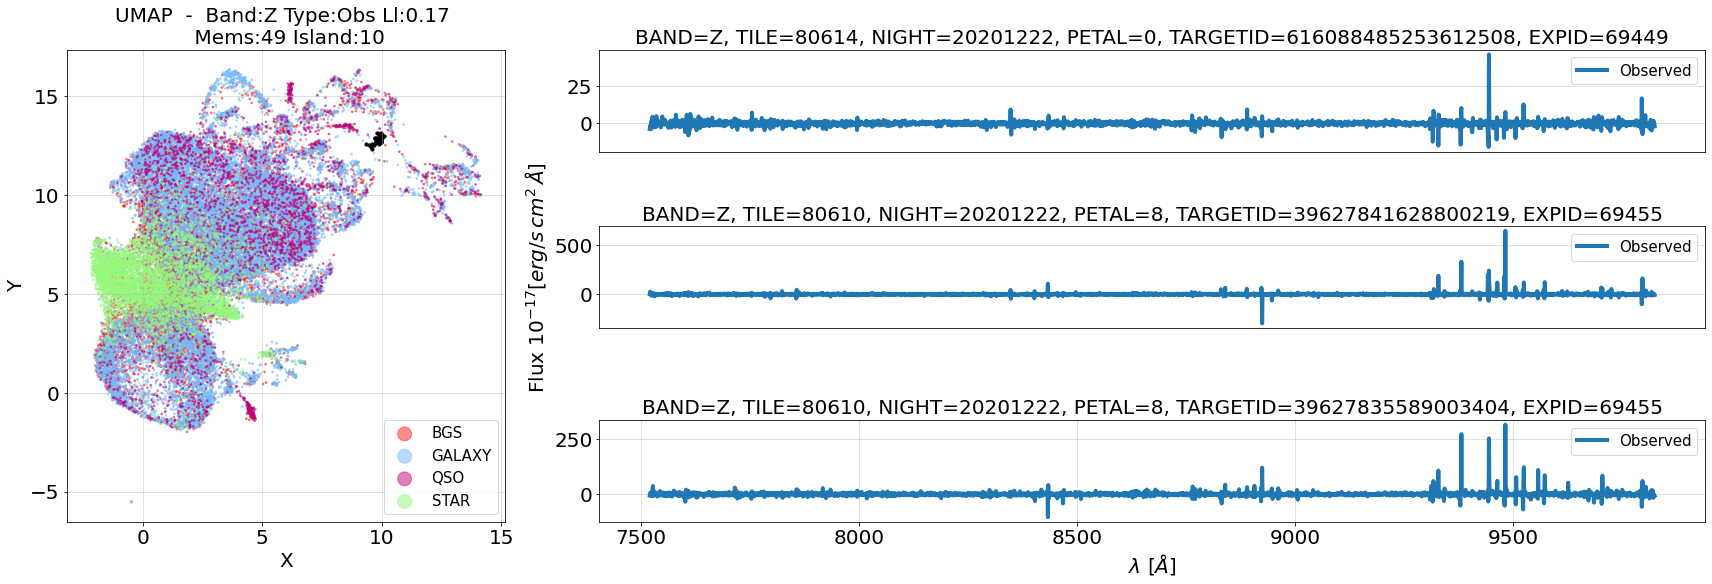 UMAP - Band:Z Type:Obs Ll:0.17
Mems:49 Island:10
15
10
5
0
−5
Y
0
5
10
15
X
BGS
GALAXY
QSO
STAR
Flux 10⁻¹⁷[erg/s cm² Å]
BAND=Z, TILE=80614, NIGHT=20201222, PETAL=0, TARGETID=616088485253612508, EXPID=69449
25
0
Observed
BAND=Z, TILE=80610, NIGHT=20201222, PETAL=8, TARGETID=39627841628800219, EXPID=69455
500
0
Observed
BAND=Z, TILE=80610, NIGHT=20201222, PETAL=8, TARGETID=39627835589003404, EXPID=69455
250
0
Observed
7500
8000
8500
9000
9500
λ [Å]